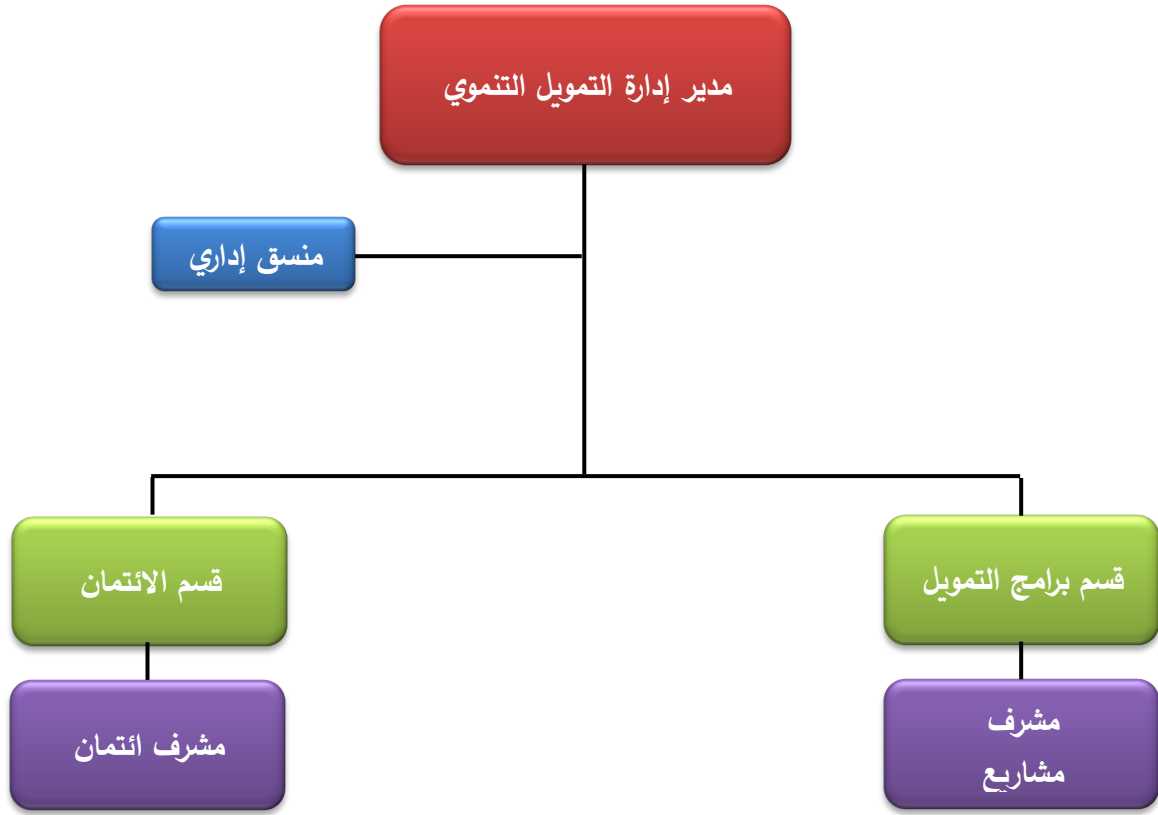 مدير إدارة التمويل التنموي
منسق إداري
قسم برامج التمويل
قسم الائتمان
مشرف
مشاريع
مشرف ائتمان